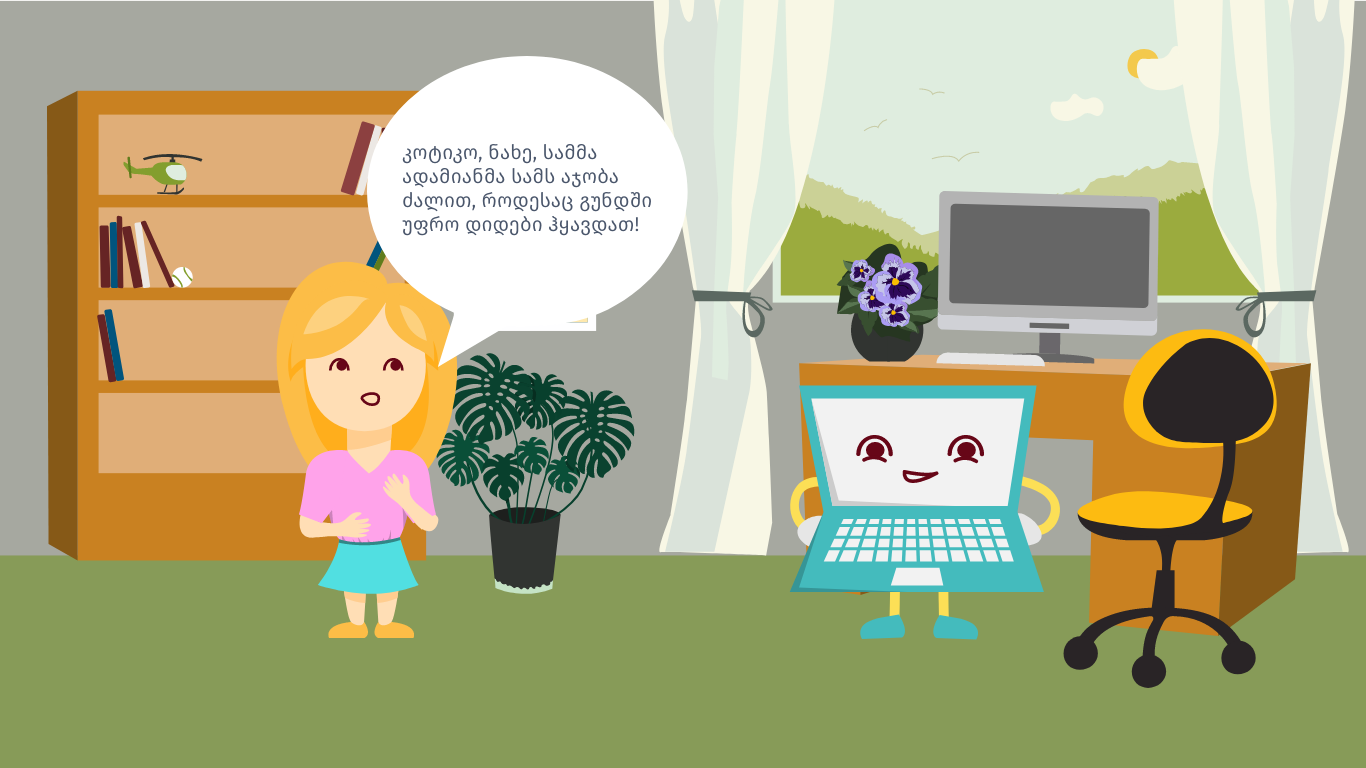 კოტიკო, ნახე, სამმა
ადამიანმა სამს აჯობა
ძალით, როდესაც გუნდში
უფრო დიდები ჰყავდათ!